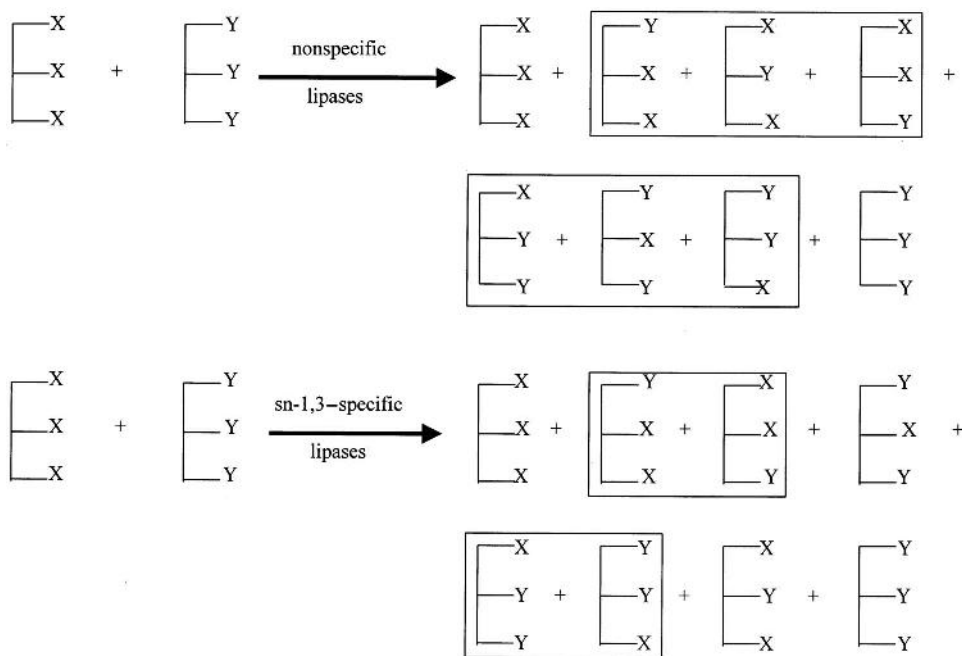 X Y X Y X X
nonspecific
X + Y X + X + Y + X +
lipases
X Y X X X Y
X Y Y Y
Y + X + Y + Y
Y Y X Y
X Y X Y X Y
sn-1,3–specific
X + Y X + X + X + X +
lipases
X Y X X Y Y
X Y X Y
Y + Y + Y + Y
Y X X Y